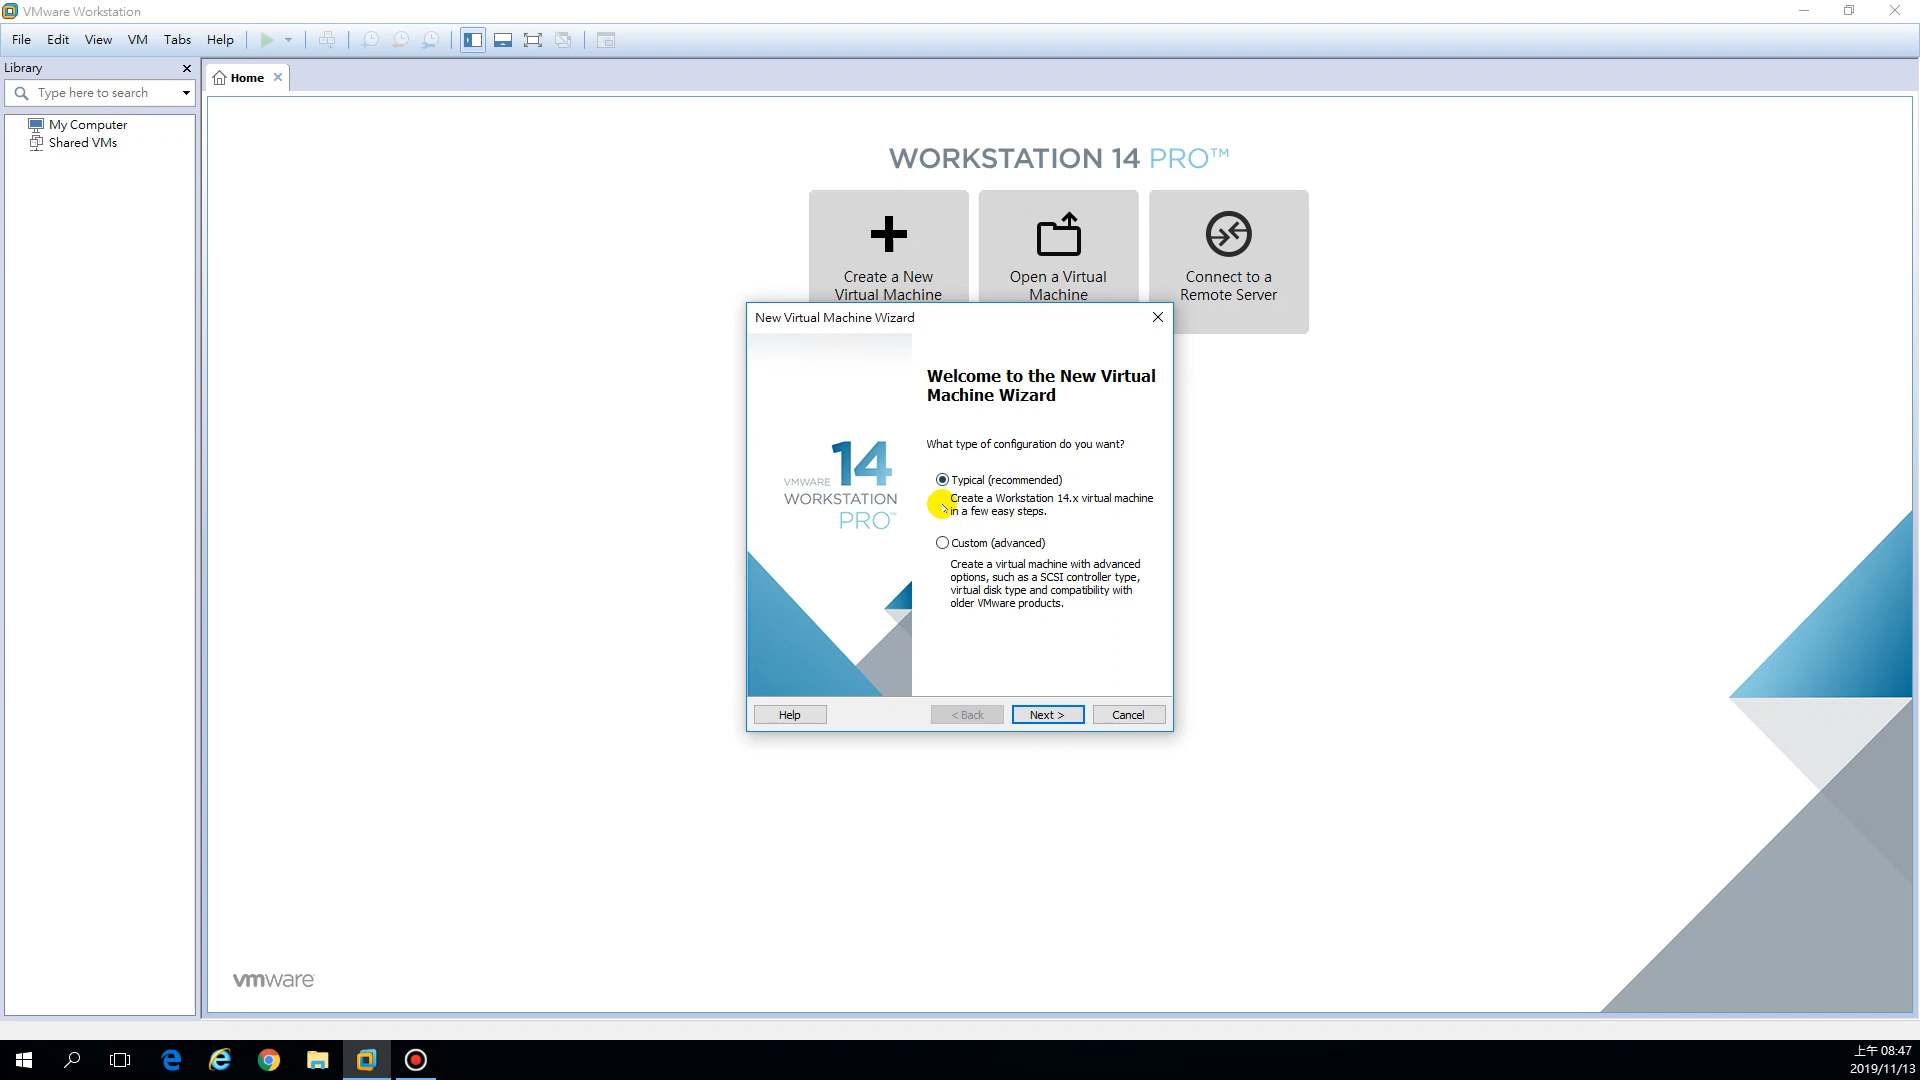 VMware Workstation
File Edit View VM Tabs Help
Library
Type here to search
My Computer
Shared VMs
Home
WORKSTATION 14 PRO™
Create a New
Virtual Machine
Open a Virtual
Machine
Connect to a
Remote Server
New Virtual Machine Wizard
14
VMWARE
WORKSTATION
PRO™
Welcome to the New Virtual
Machine Wizard
What type of configuration do you want?
Typical (recommended)
Create a Workstation 14.x virtual machine
in a few easy steps.
Custom (advanced)
Create a virtual machine with advanced
options, such as a SCSI controller type,
virtual disk type and compatibility with
older VMware products.
Help
< Back
Next >
Cancel
vmware
上午 08:47
2019/11/13